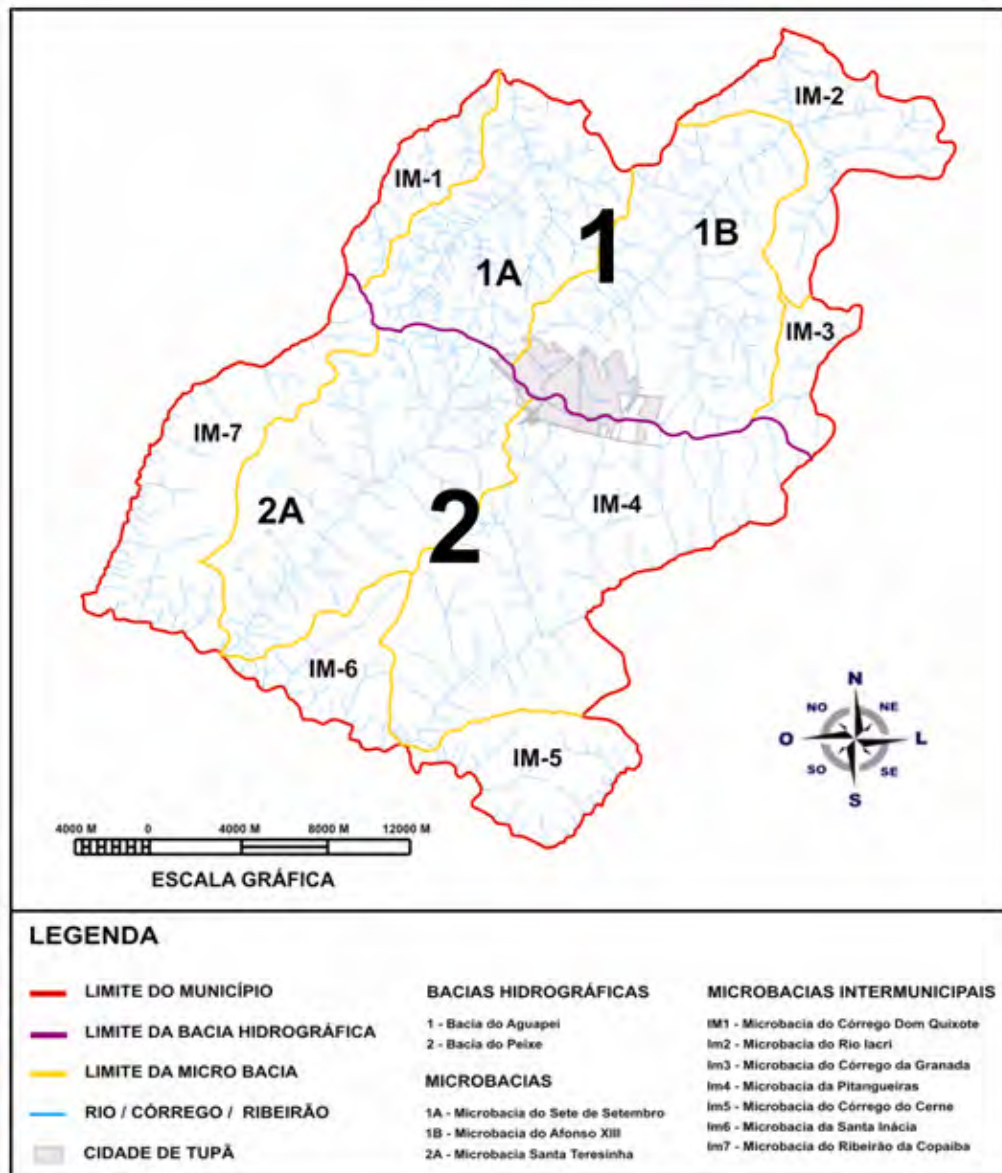 IM-2
IM-1
1
1B
1A
IM-3
IM-7
IM-4
2A
2
IM-6
IM-5
N
NO
NE
O
L
SO
SE
S
4000 M 0 4000 M 8000 M 12000 M
ESCALA GRÁFICA
LEGENDA
LIMITE DO MUNICÍPIO
LIMITE DA BACIA HIDROGRÁFICA
LIMITE DA MICRO BACIA
RIO / CÔRREGO / RIBEIRÃO
CIDADE DE TUPÃ
BACIAS HIDROGRÁFICAS
1 - Bacia do Aguapei
2 - Bacia do Peixe
MICROBACIAS
1A - Microbacia do Sete de Setembro
1B - Microbacia do Afonso XIII
2A - Microbacia Santa Teresinha
MICROBACIAS INTERMUNICIPAIS
IM1 - Microbacia do Córrego Dom Quixote
Im2 - Microbacia do Rio Iacri
Im3 - Microbacia do Córrego da Granada
Im4 - Microbacia da Pitangueiras
Im5 - Microbacia do Córrego do Cerne
Im6 - Microbacia da Santa Inácia
Im7 - Microbacia do Ribeirão da Copaiba